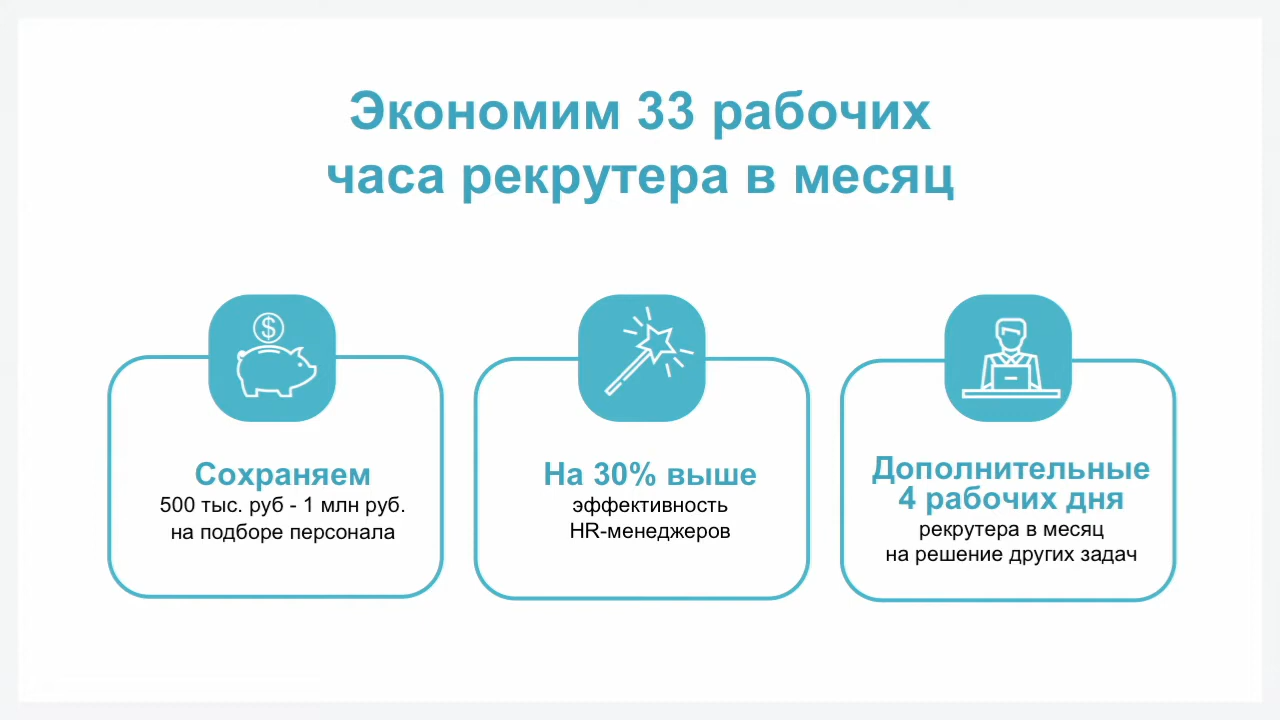 Экономим 33 рабочих
часа рекрутера в месяц
$
Сохраняем
500 тыс. руб - 1 млн руб.
на подборе персонала
На 30% выше
эффективность
HR-менеджеров
Дополнительные
4 рабочих дня
рекрутера в месяц
на решение других задач